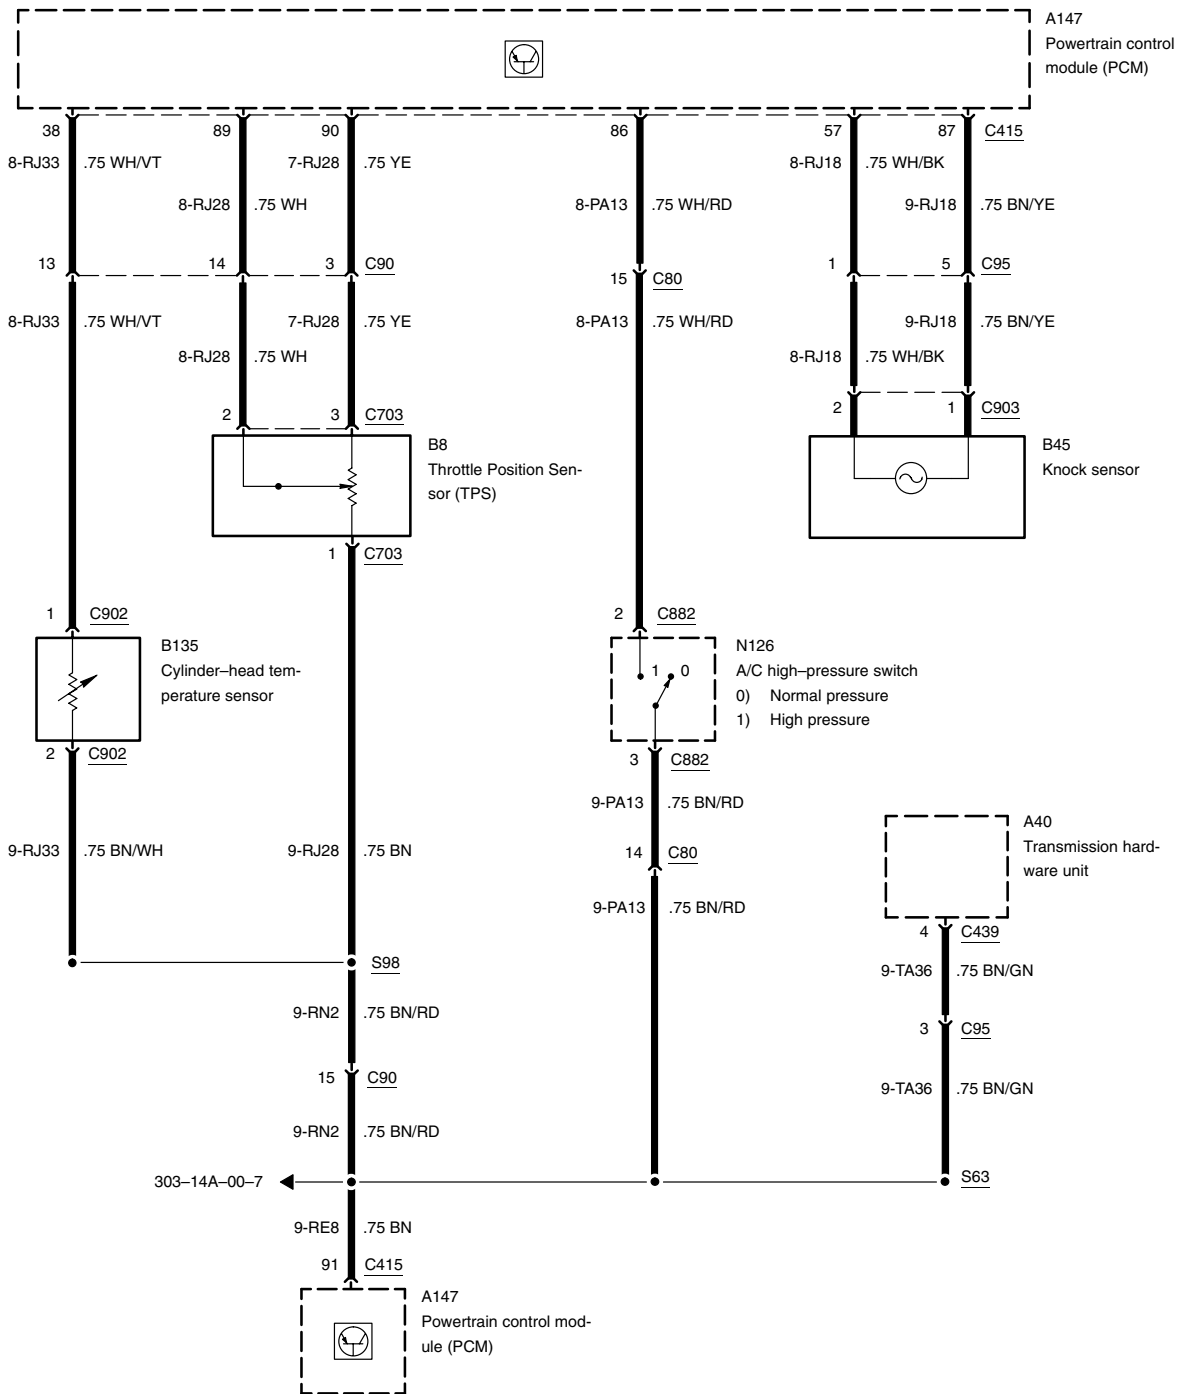 A147
Powertrain control
module (PCM)
38 89 90 86 57 87 C415
8-RJ33 .75 WH/VT 7-RJ28 .75 YE 8-RJ18 .75 WH/BK
8-RJ28 .75 WH 8-PA13 .75 WH/RD 9-RJ18 .75 BN/YE
13 14 3 C90 1 5 C95
15 C80
8-RJ33 .75 WH/VT 7-RJ28 .75 YE 8-PA13 .75 WH/RD 9-RJ18 .75 BN/YE
8-RJ28 .75 WH 8-RJ18 .75 WH/BK
2 3 C703 2 1 C903
B8
Throttle Position Sen-
sor (TPS)
B45
Knock sensor
1 C703
1 C902 2 C882
B135
Cylinder–head tem-
perature sensor
1 0
N126
A/C high–pressure switch
0) Normal pressure
1) High pressure
2 C902 3 C882
9-PA13 .75 BN/RD
A40
Transmission hard-
ware unit
9-RJ33 .75 BN/WH 9-RJ28 .75 BN 14 C80
9-PA13 .75 BN/RD
4 C439
S98 9-TA36 .75 BN/GN
9-RN2 .75 BN/RD
3 C95
15 C90
9-TA36 .75 BN/GN
9-RN2 .75 BN/RD
303–14A–00–7 S63
9-RE8 .75 BN
91 C415
A147
Powertrain control mod-
ule (PCM)